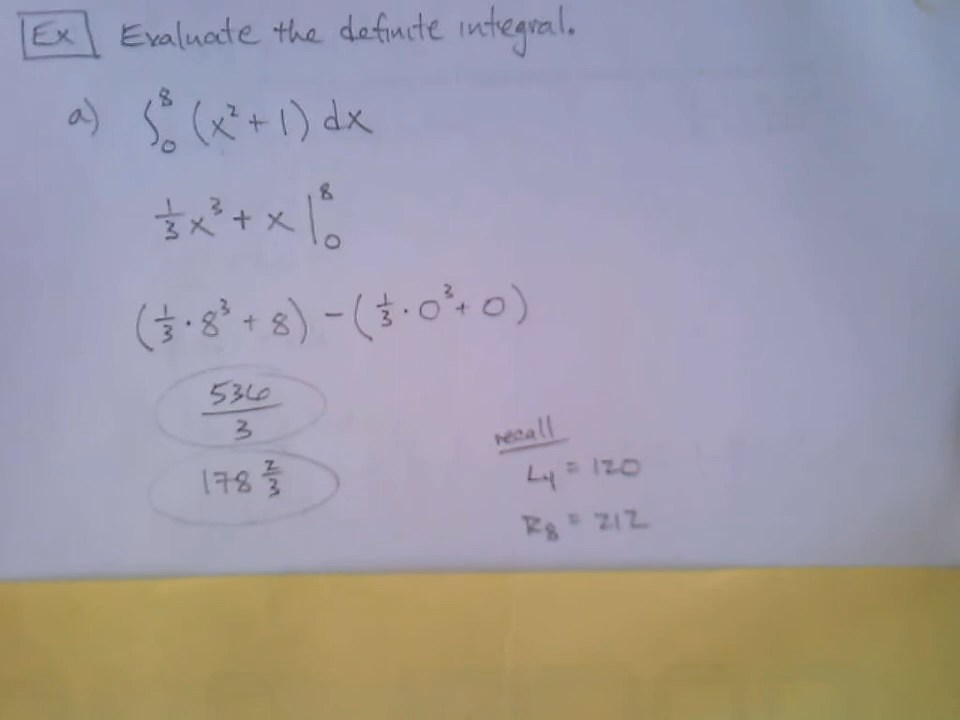 Ex Evaluate the definite integral.
a) ∫₀⁸ (x² + 1) dx
⅓x³ + x |₀⁸
(⅓ · 8³ + 8) − (⅓ · 0³ + 0)
536/3
178 ⅔
recall
L₄ = 120
R₈ = 212